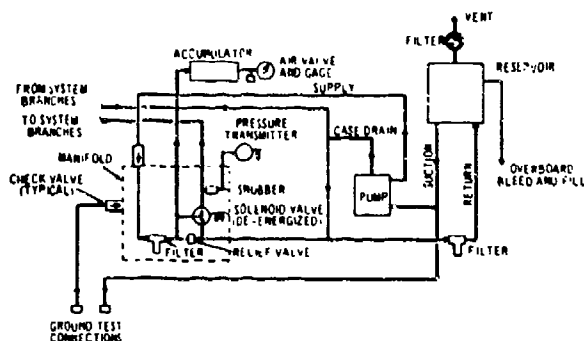 VENT
FILTER
ACCUMULATOR
AIR VALVE
AND GAGE
RESERVOIR
FROM SYSTEM
BRANCHES
SUPPLY
TO SYSTEM
BRANCHES
PRESSURE
TRANSMITTER
CASE DRAIN
SUCTION
RETURN
OVERBOARD
BLEED AND FILL
MANIFOLD
CHECK VALVE
(TYPICAL)
SNUBBER
PUMP
SOLENOID VALVE
(DE-ENERGIZED)
FILTER
RELIEF VALVE
FILTER
GROUND TEST
CONNECTIONS